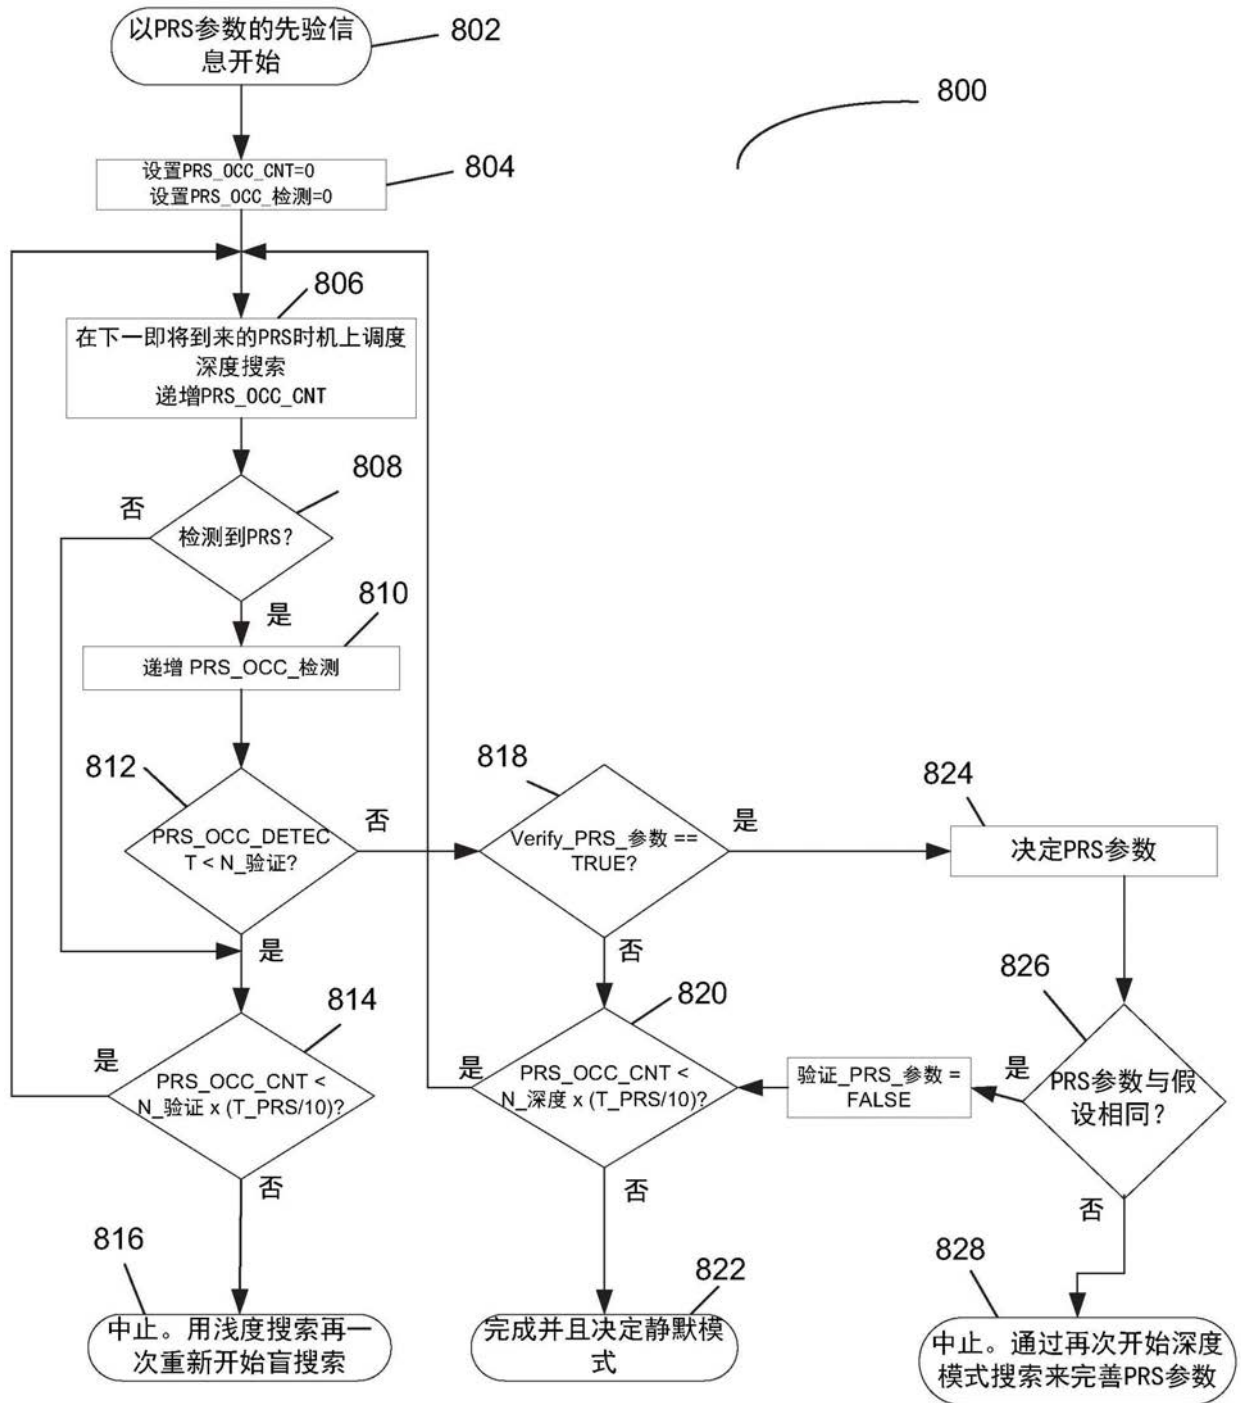 以PRS参数的先验信
息开始
802
800
设置PRS_OCC_CNT=0
设置PRS_OCC_检测=0
804
806
在下一即将到来的PRS时机上调度
深度搜索
递增PRS_OCC_CNT
808
否
检测到PRS?
是
810
递增 PRS_OCC_检测
812
PRS_OCC_DETEC
T < N_验证?
否
是
818
Verify_PRS_参数 ==
TRUE?
是
否
824
决定PRS参数
814
是
PRS_OCC_CNT <
N_验证 x (T_PRS/10)?
否
820
是
PRS_OCC_CNT <
N_深度 x (T_PRS/10)?
否
验证_PRS_参数 =
FALSE
826
是
PRS参数与假
设相同?
否
816
中止。用浅度搜索再一
次重新开始盲搜索
822
完成并且决定静默模
式
828
中止。通过再次开始深度
模式搜索来完善PRS参数